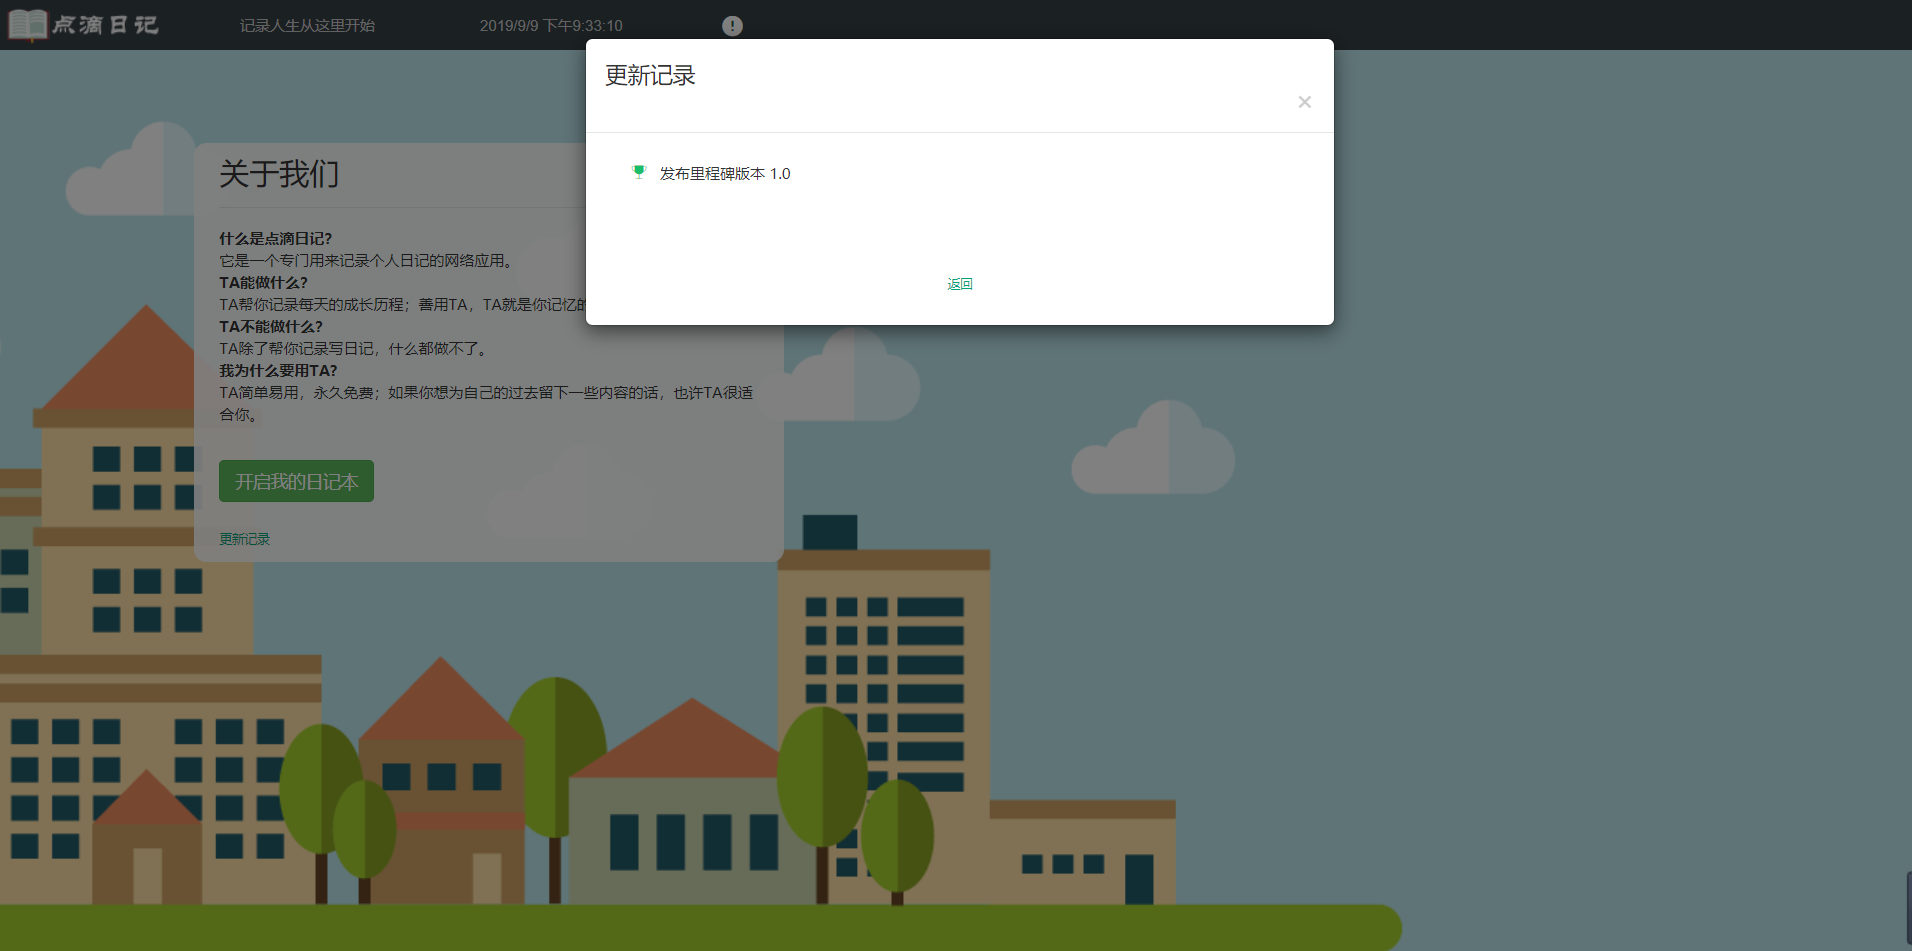 点滴日记
记录人生从这里开始
2019/9/9 下午9:33:10
更新记录
×
发布里程碑版本 1.0
返回
关于我们
什么是点滴日记?
它是一个专门用来记录个人日记的网络应用。
TA能做什么?
TA帮你记录每天的成长历程；善用TA，TA就是你记忆的
TA不能做什么?
TA除了帮你记录写日记，什么都做不了。
我为什么要用TA?
TA简单易用，永久免费；如果你想为自己的过去留下一些内容的话，也许TA很适
合你。
开启我的日记本
更新记录